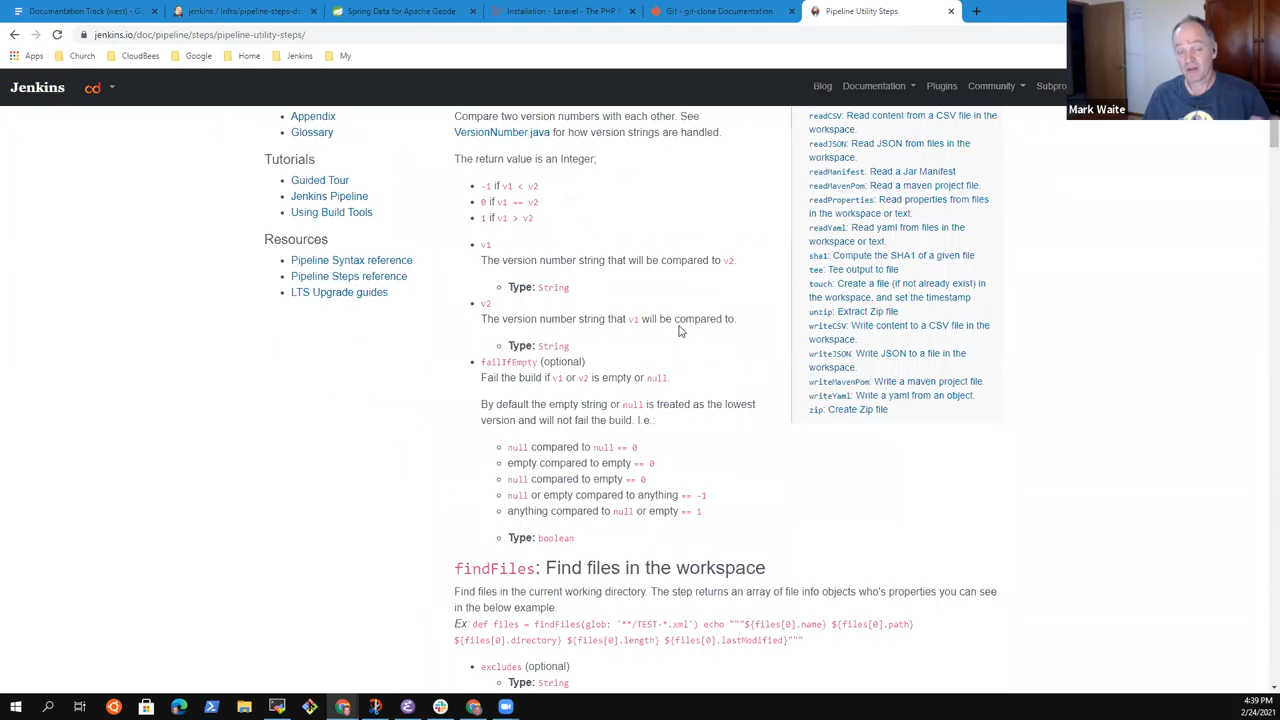 Documentation Track (west) - Go
jenkins / Infra/pipeline-steps-do
Spring Data for Apache Geode
Installation - Laravel - The PHP
Git - git-clone Documentation
Pipeline Utility Steps
jenkins.io/doc/pipeline/steps/pipeline-utility-steps/
Apps
Church
CloudBees
Google
Home
Jenkins
My
Mark Waite
Jenkins
cd
Blog
Documentation
Plugins
Community
Subpro
Appendix
Glossary
Tutorials
Guided Tour
Jenkins Pipeline
Using Build Tools
Resources
Pipeline Syntax reference
Pipeline Steps reference
LTS Upgrade guides
Compare two version numbers with each other. See
VersionNumber.java for how version strings are handled.
The return value is an Integer;
-1 if v1 < v2
0 if v1 == v2
1 if v1 > v2
v1
The version number string that will be compared to v2.
Type: String
v2
The version number string that v1 will be compared to.
Type: String
failIfEmpty (optional)
Fail the build if v1 or v2 is empty or null.
By default the empty string or null is treated as the lowest
version and will not fail the build. I.e.:
null compared to null == 0
empty compared to empty == 0
null compared to empty == 0
null or empty compared to anything == -1
anything compared to null or empty == 1
Type: boolean
findFiles: Find files in the workspace
Find files in the current working directory. The step returns an array of file info objects who's properties you can see
in the below example.
Ex: def files = findFiles(glob: '**/TEST-*.xml') echo """${files[0].name} ${files[0].path}
${files[0].directory} ${files[0].length} ${files[0].lastModified}"""
excludes (optional)
Type: String
readCSV: Read content from a CSV file in the
workspace.
readJSON: Read JSON from files in the
workspace.
readManifest: Read a Jar Manifest
readMavenPom: Read a maven project file.
readProperties: Read properties from files
in the workspace or text.
readYaml: Read yaml from files in the
workspace or text.
sha1: Compute the SHA1 of a given file
tee: Tee output to file
touch: Create a file (if not already exist) in
the workspace, and set the timestamp
unzip: Extract Zip file
writeCSV: Write content to a CSV file in the
workspace.
writeJSON: Write JSON to a file in the
workspace.
writeMavenPom: Write a maven project file.
writeYaml: Write a yaml from an object.
zip: Create Zip file
4:39 PM
2/24/2021